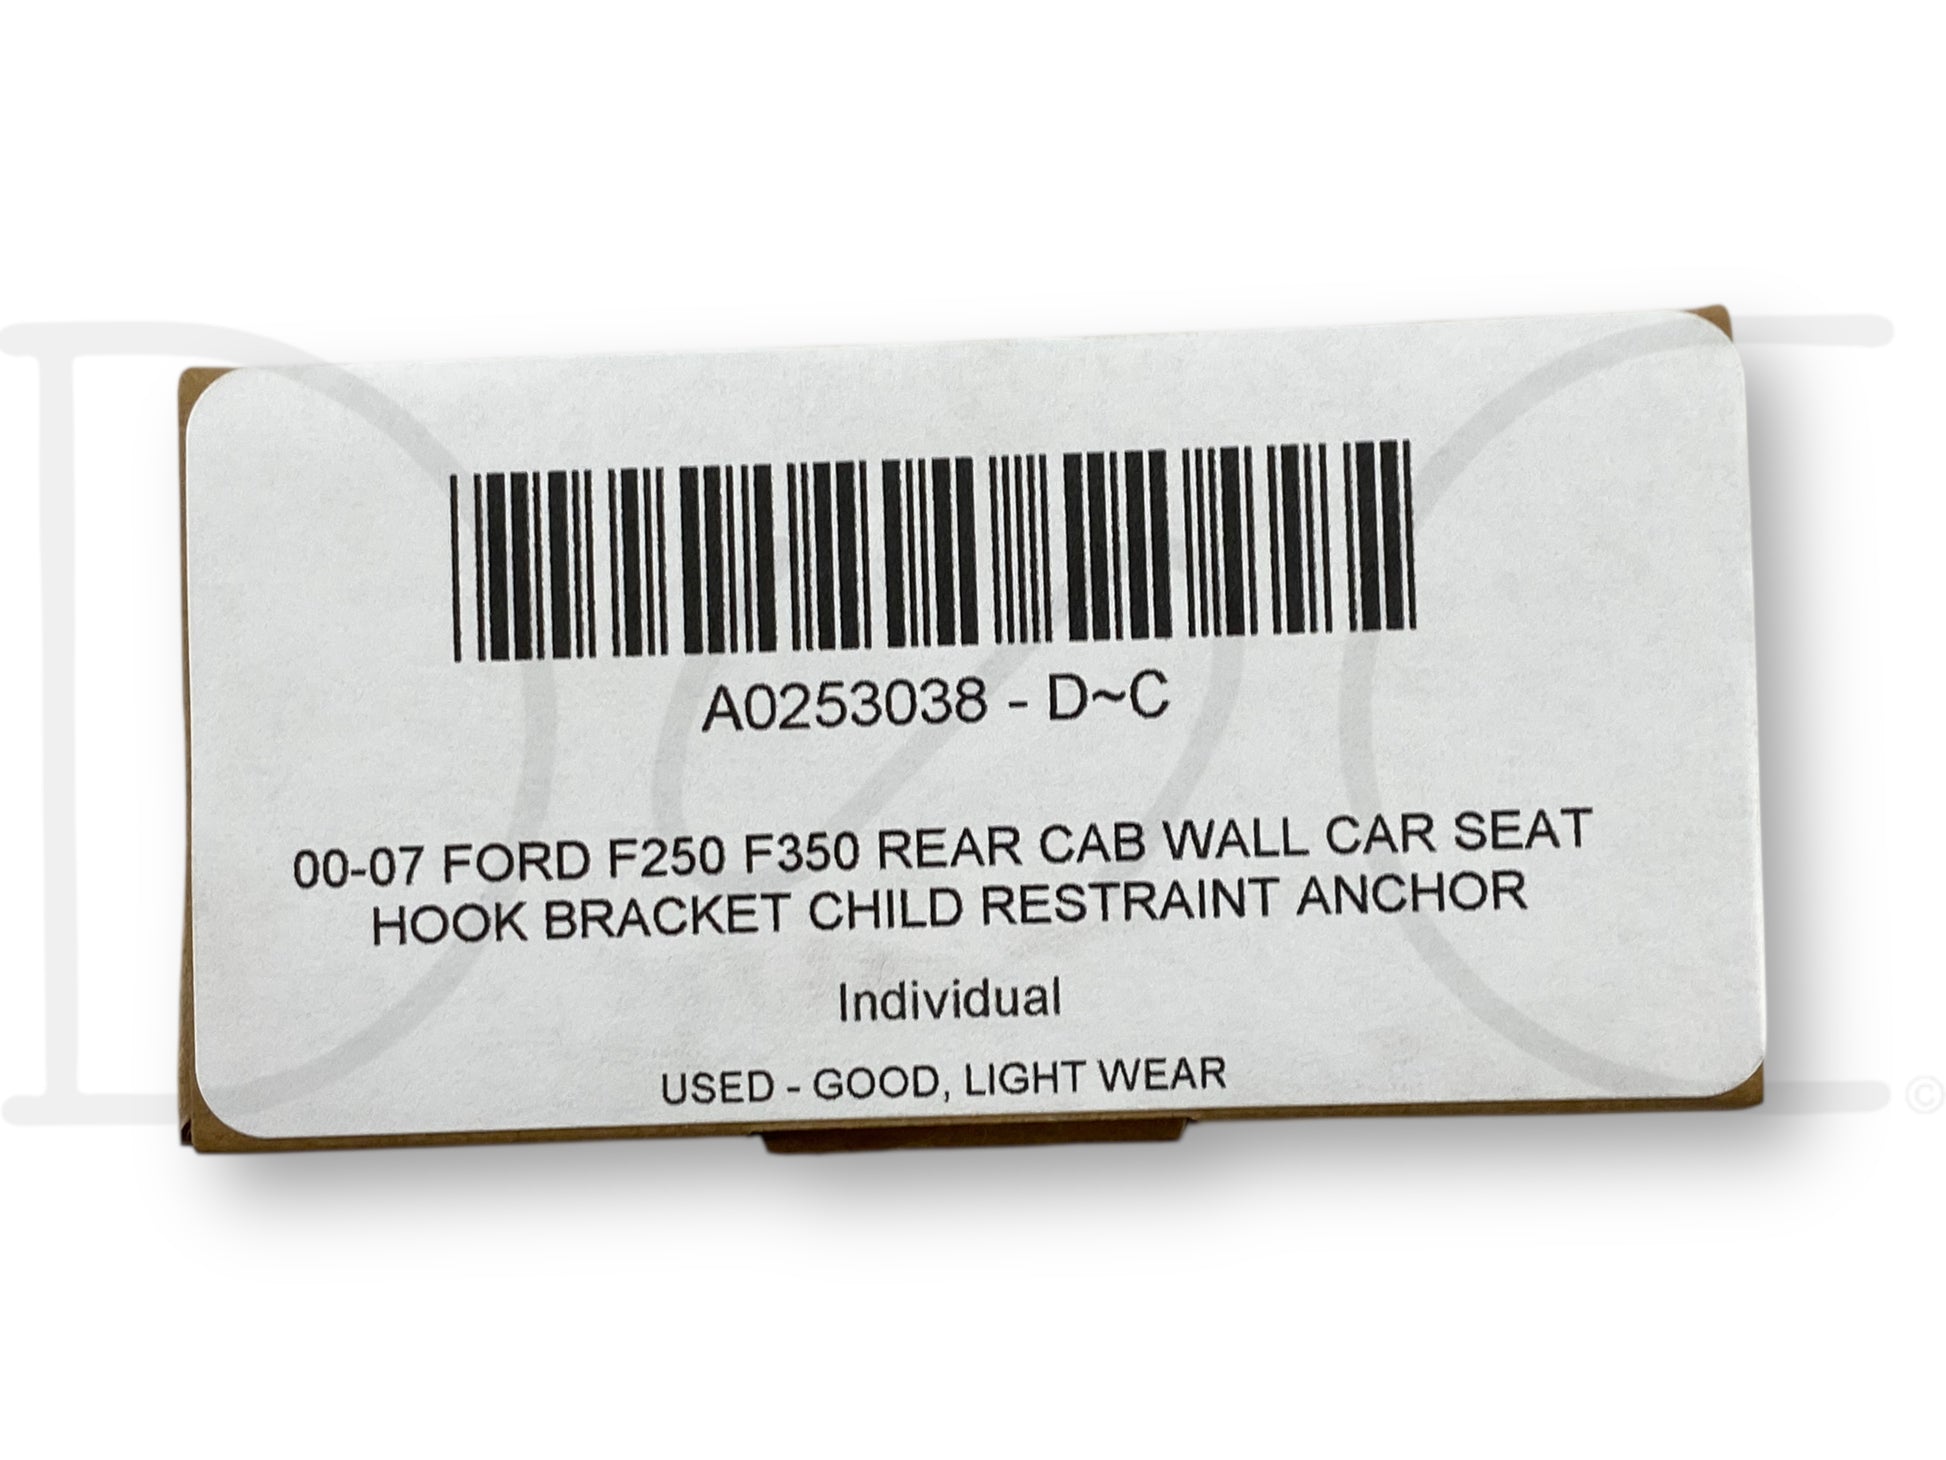 A0253038 - D~C
00-07 FORD F250 F350 REAR CAB WALL CAR SEAT
HOOK BRACKET CHILD RESTRAINT ANCHOR
Individual
USED - GOOD, LIGHT WEAR
©